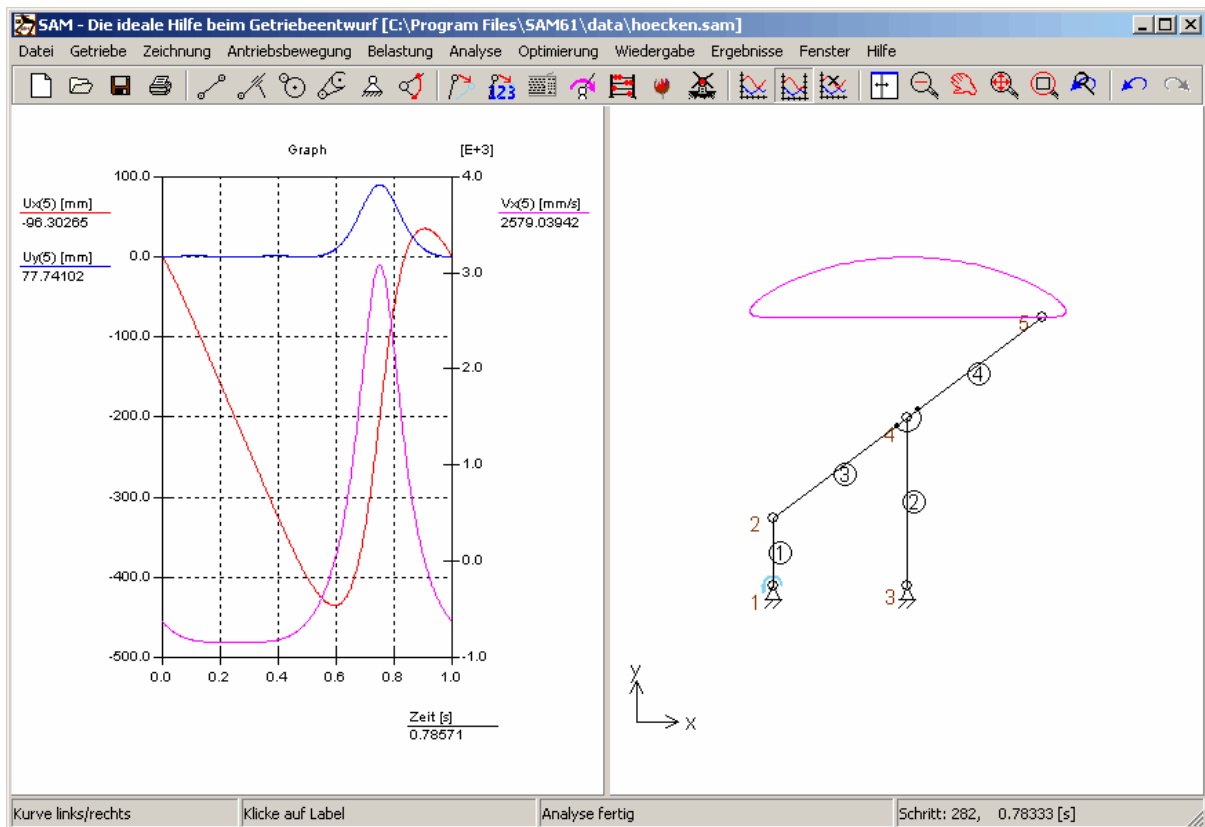 SAM - Die ideale Hilfe beim Getriebeentwurf [C:\Program Files\SAM61\data\hoecken.sam]
Datei Getriebe Zeichnung Antriebsbewegung Belastung Analyse Optimierung Wiedergabe Ergebnisse Fenster Hilfe
123
Graph [E+3]
Ux(5) [mm]
-96.30265
Uy(5) [mm]
77.74102
100.0
0.0
-100.0
-200.0
-300.0
-400.0
-500.0
4.0
3.0
2.0
1.0
0.0
-1.0
Vx(5) [mm/s]
2579.03942
0.0 0.2 0.4 0.6 0.8 1.0
Zeit [s]
0.78571
5
4
4
3
2
2
1
1
3
y
x
Kurve links/rechts Klicke auf Label Analyse fertig Schritt: 282, 0.78333 [s]